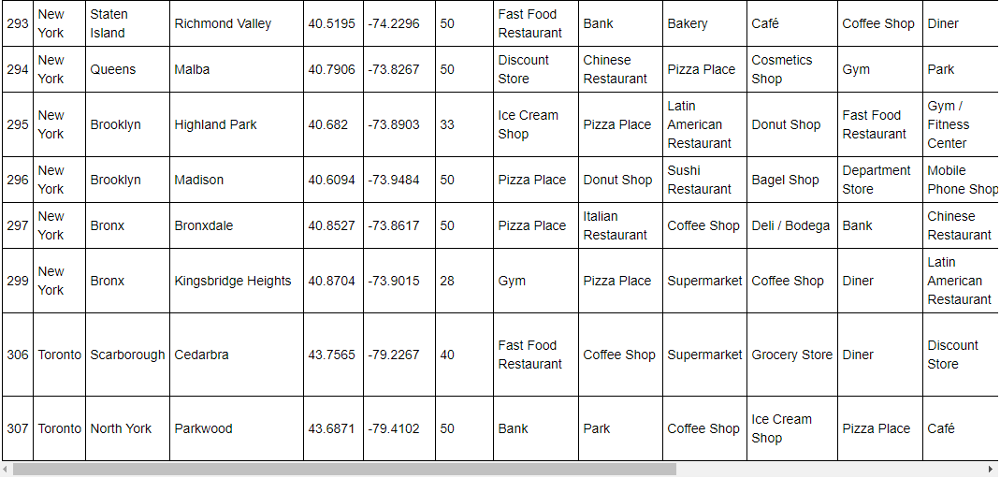 293 New York Staten Island Richmond Valley 40.5195 -74.2296 50 Fast Food Restaurant Bank Bakery Café Coffee Shop Diner
294 New York Queens Malba 40.7906 -73.8267 50 Discount Store Chinese Restaurant Pizza Place Cosmetics Shop Gym Park
295 New York Brooklyn Highland Park 40.682 -73.8903 33 Ice Cream Shop Pizza Place Latin American Restaurant Donut Shop Fast Food Restaurant Gym / Fitness Center
296 New York Brooklyn Madison 40.6094 -73.9484 50 Pizza Place Donut Shop Sushi Restaurant Bagel Shop Department Store Mobile Phone Shop
297 New York Bronx Bronxdale 40.8527 -73.8617 50 Pizza Place Italian Restaurant Coffee Shop Deli / Bodega Bank Chinese Restaurant
299 New York Bronx Kingsbridge Heights 40.8704 -73.9015 28 Gym Pizza Place Supermarket Coffee Shop Diner Latin American Restaurant
306 Toronto Scarborough Cedarbra 43.7565 -79.2267 40 Fast Food Restaurant Coffee Shop Supermarket Grocery Store Diner Discount Store
307 Toronto North York Parkwood 43.6871 -79.4102 50 Bank Park Coffee Shop Ice Cream Shop Pizza Place Café